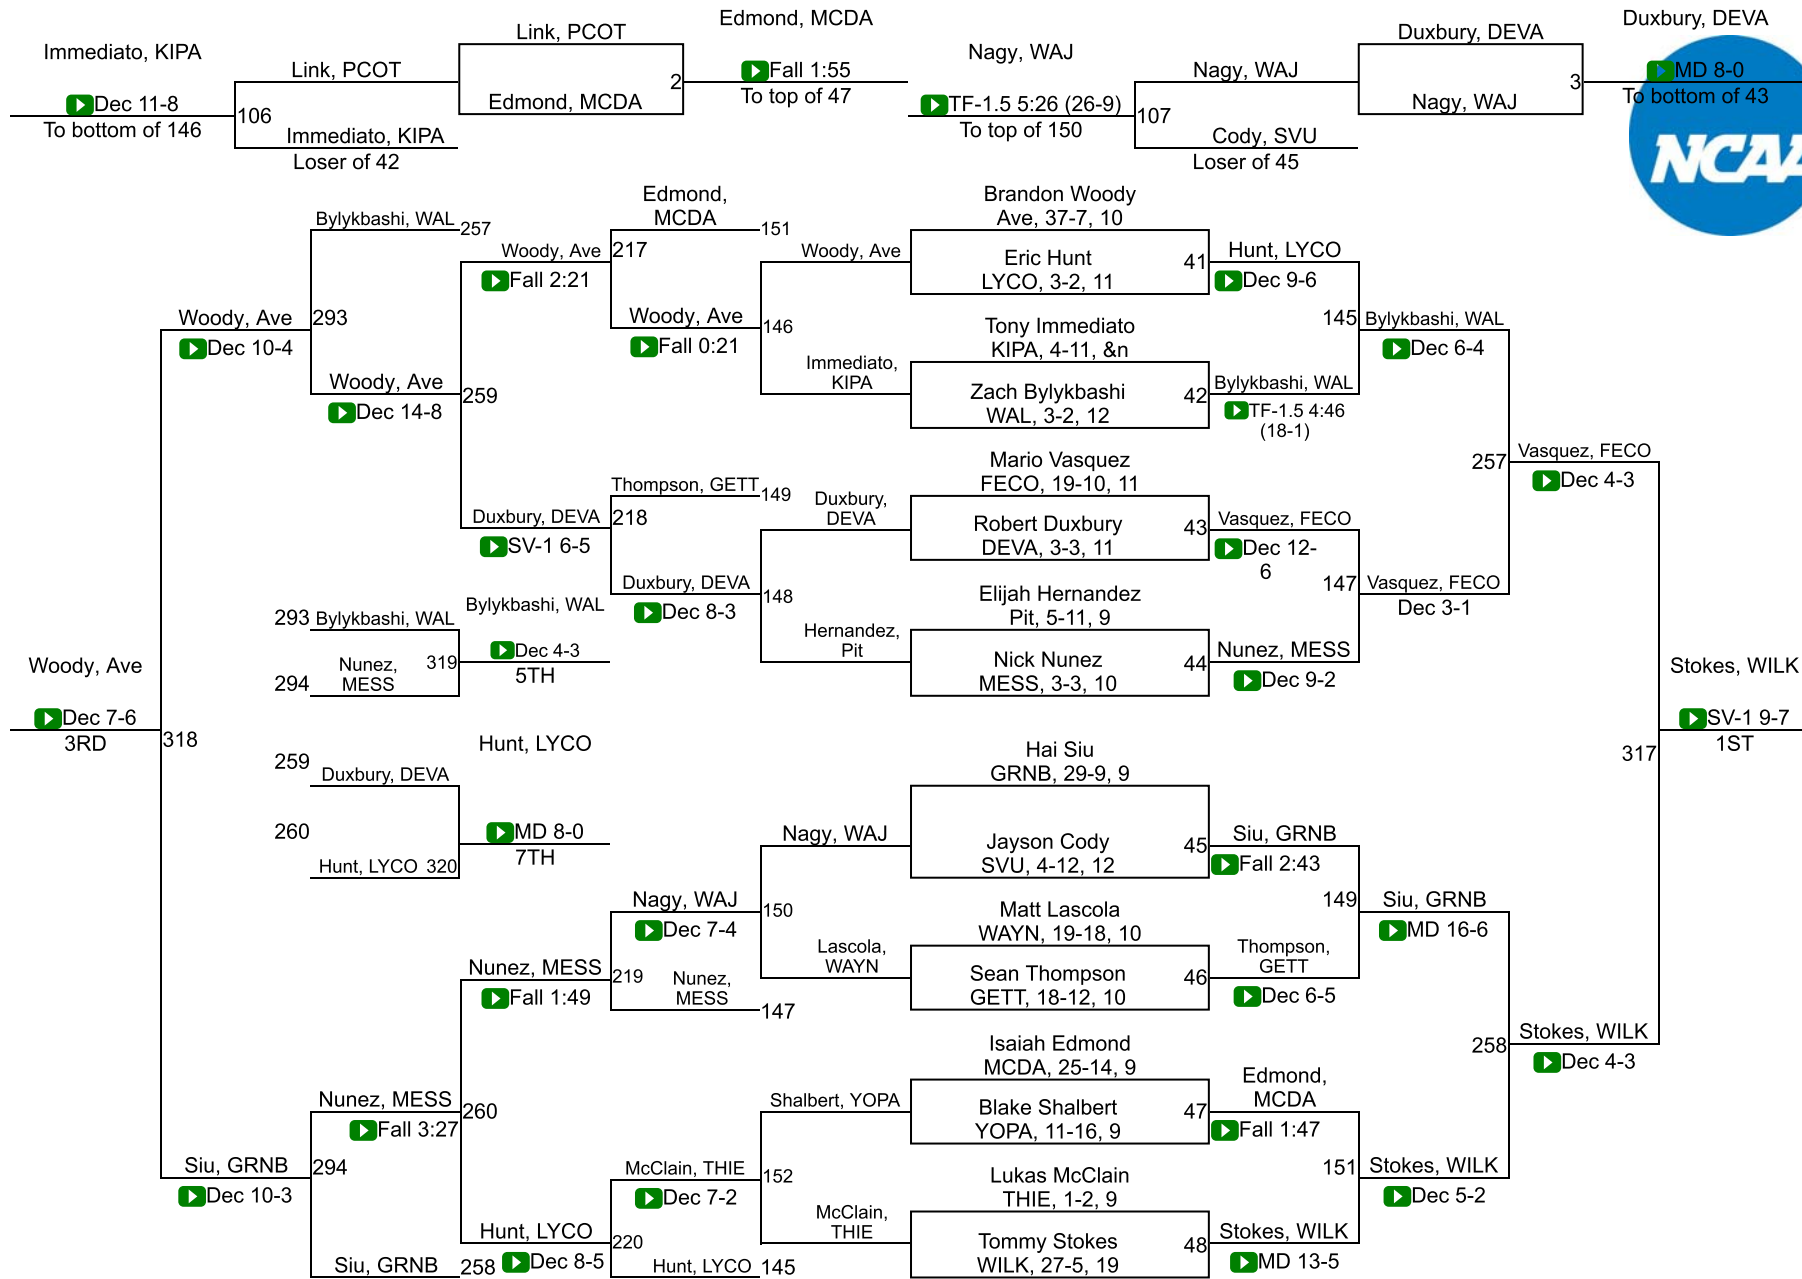 Edmond, MCDA
Duxbury, DEVA
Link, PCOT
Duxbury, DEVA
Immediato, KIPA
Nagy, WAJ
Link, PCOT
Fall 1:55
Nagy, WAJ
MD 8-0
2
3
Dec 11-8
Edmond, MCDA
To top of 47
TF-1.5 5:26 (26-9)
Nagy, WAJ
To bottom of 43
106
107
To bottom of 146
To top of 150
Immediato, KIPA
Cody, SVU
Loser of 42
Loser of 45
NCAA
Edmond,
MCDA
Brandon Woody
Ave, 37-7, 10
Bylykbashi, WAL
257
151
Woody, Ave
217
Woody, Ave
Eric Hunt
LYCO, 3-2, 11
41
Hunt, LYCO
Fall 2:21
Dec 9-6
Woody, Ave
293
Woody, Ave
146
Tony Immediato
KIPA, 4-11, &n
145
Bylykbashi, WAL
Dec 10-4
Fall 0:21
Dec 6-4
Immediato,
KIPA
Woody, Ave
259
Zach Bylykbashi
WAL, 3-2, 12
42
Bylykbashi, WAL
Dec 14-8
TF-1.5 4:46
(18-1)
Mario Vasquez
FECO, 19-10, 11
257
Vasquez, FECO
Dec 4-3
Thompson, GETT
149
Duxbury,
DEVA
Duxbury, DEVA
218
Robert Duxbury
DEVA, 3-3, 11
43
Vasquez, FECO
SV-1 6-5
Dec 12-
6
Duxbury, DEVA
148
Elijah Hernandez
Pit, 5-11, 9
147
Vasquez, FECO
Dec 8-3
Dec 3-1
293
Bylykbashi, WAL
Bylykbashi, WAL
Hernandez,
Pit
Nunez,
MESS
319
Dec 4-3
5TH
294
Nick Nunez
MESS, 3-3, 10
44
Nunez, MESS
Dec 9-2
Woody, Ave
Stokes, WILK
Dec 7-6
3RD
318
SV-1 9-7
1ST
317
Hunt, LYCO
259
Duxbury, DEVA
Hai Siu
GRNB, 29-9, 9
260
MD 8-0
7TH
Hunt, LYCO
320
Nagy, WAJ
Jayson Cody
SVU, 4-12, 12
45
Siu, GRNB
Fall 2:43
Nagy, WAJ
150
Matt Lascola
WAYN, 19-18, 10
149
Siu, GRNB
Dec 7-4
MD 16-6
Lascola,
WAYN
Thompson,
GETT
Nunez, MESS
219
Nunez,
MESS
Sean Thompson
GETT, 18-12, 10
46
Dec 6-5
Fall 1:49
147
Isaiah Edmond
MCDA, 25-14, 9
258
Stokes, WILK
Dec 4-3
Edmond,
MCDA
Nunez, MESS
260
Shalbert, YOPA
Blake Shalbert
YOPA, 11-16, 9
47
Fall 3:27
Fall 1:47
Siu, GRNB
294
McClain, THIE
152
Lukas McClain
THIE, 1-2, 9
151
Stokes, WILK
Dec 10-3
Dec 7-2
Dec 5-2
McClain,
THIE
Hunt, LYCO
220
Tommy Stokes
WILK, 27-5, 19
48
Stokes, WILK
Siu, GRNB
258
Dec 8-5
Hunt, LYCO
145
MD 13-5